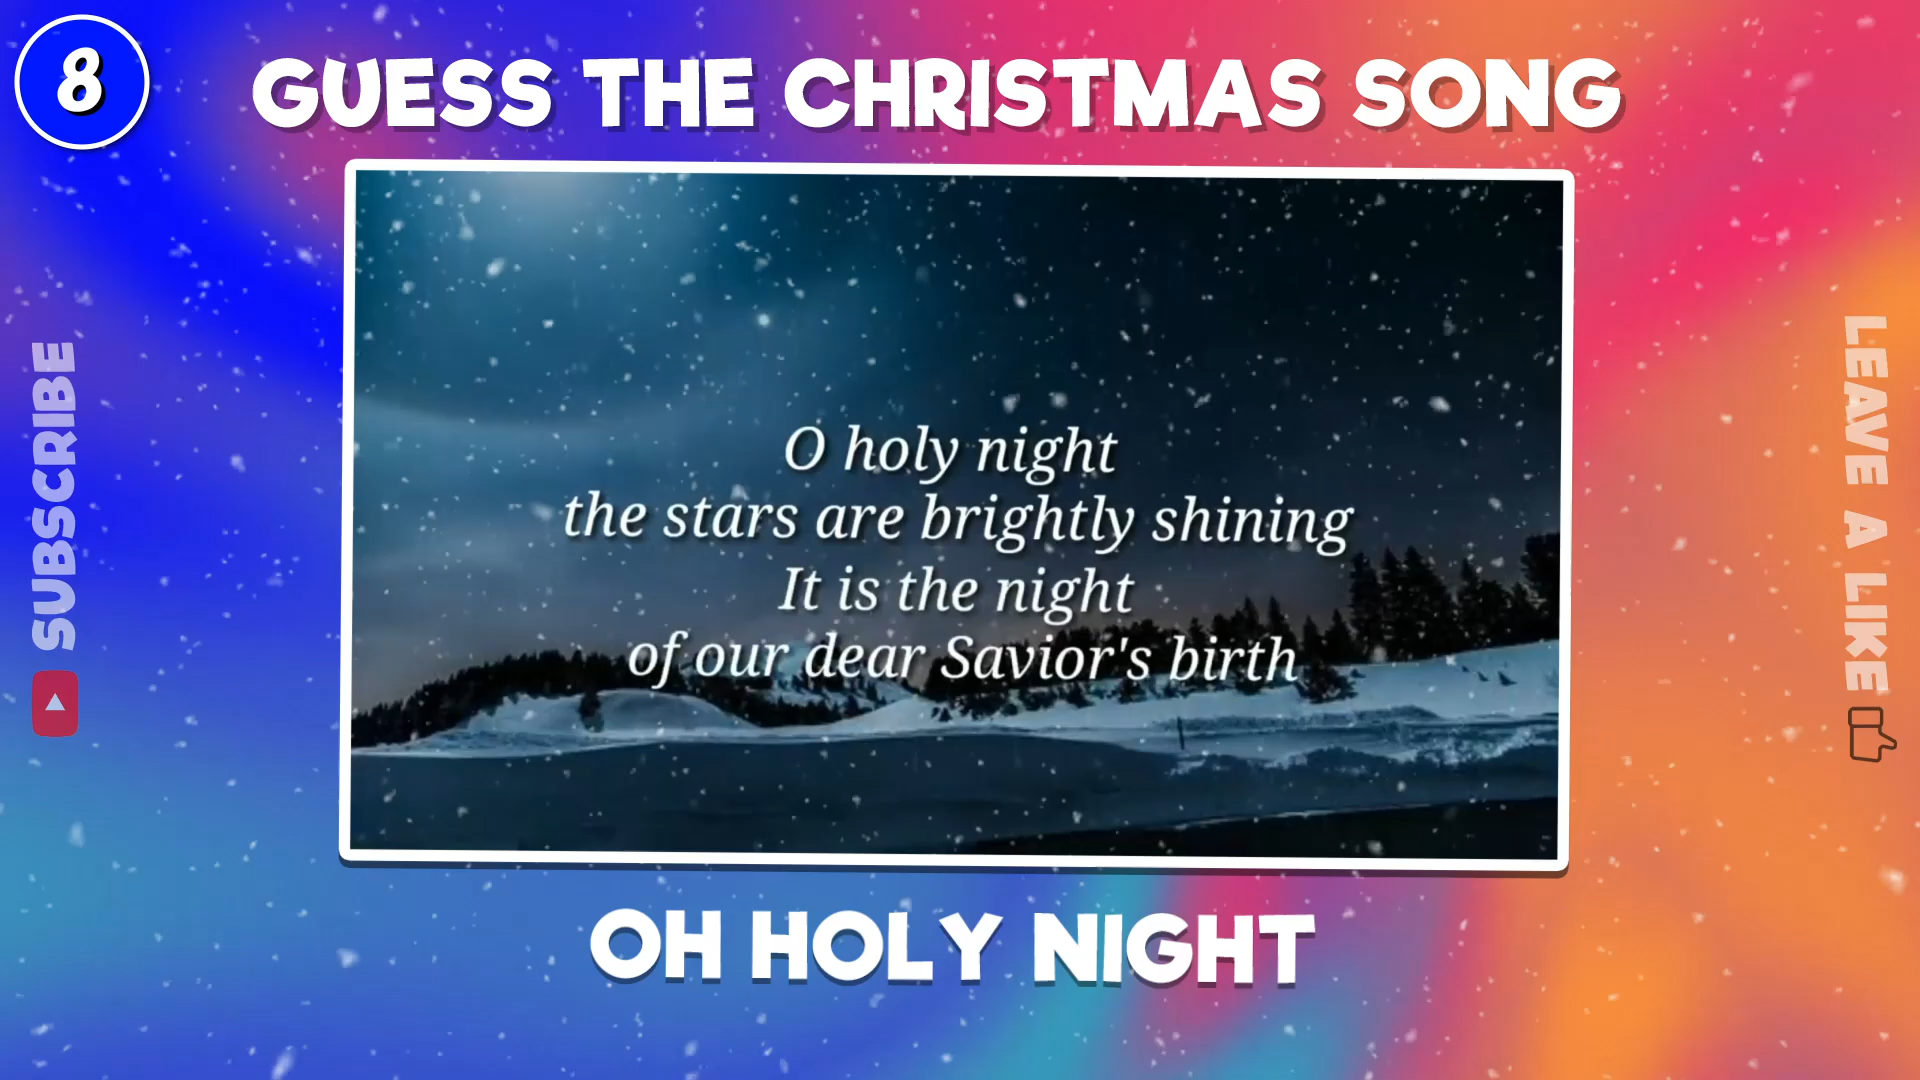 8
GUESS THE CHRISTMAS SONG
O holy night
the stars are brightly shining
It is the night
of our dear Savior's birth
OH HOLY NIGHT
SUBSCRIBE
LEAVE A LIKE